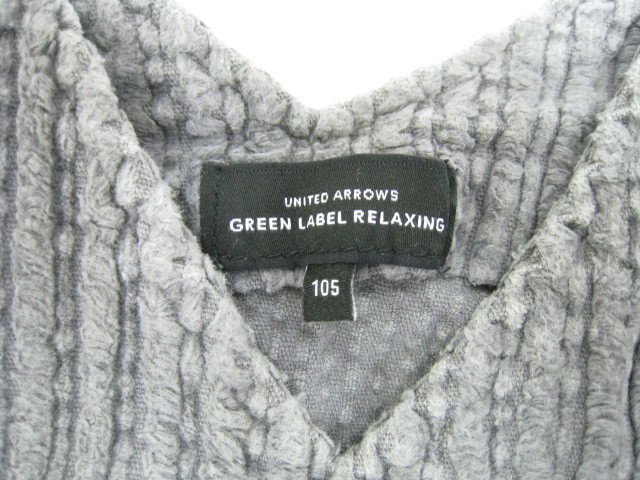 UNITED ARROWS
GREEN LABEL RELAXING
105